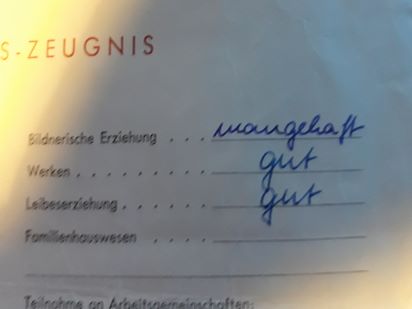 S-ZEUGNIS
Bildnerische Erziehung .... mangelhaft
Werken ......... gut
Leibeserziehung ...... gut
Familienhauswesen ....
Teilnahme an Arbeitsgemeinschaften: